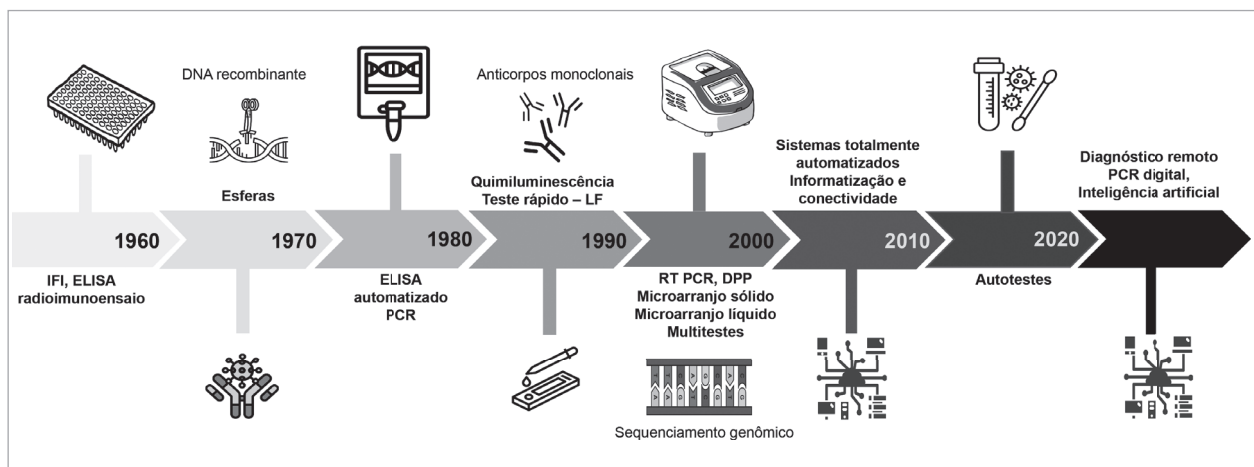 DNA recombinante
Esferas
Anticorpos monoclonais
Quimiluminescência
Teste rápido – LF
Sistemas totalmente
automatizados
Informatização e
conectividade
Diagnóstico remoto
PCR digital,
Inteligência artificial
1960
1970
1980
1990
2000
2010
2020
IFI, ELISA
radioimunoensaio
ELISA
automatizado
PCR
RT PCR, DPP
Microarranjo sólido
Microarranjo líquido
Multitestes
Sequenciamento genômico
Autotestes